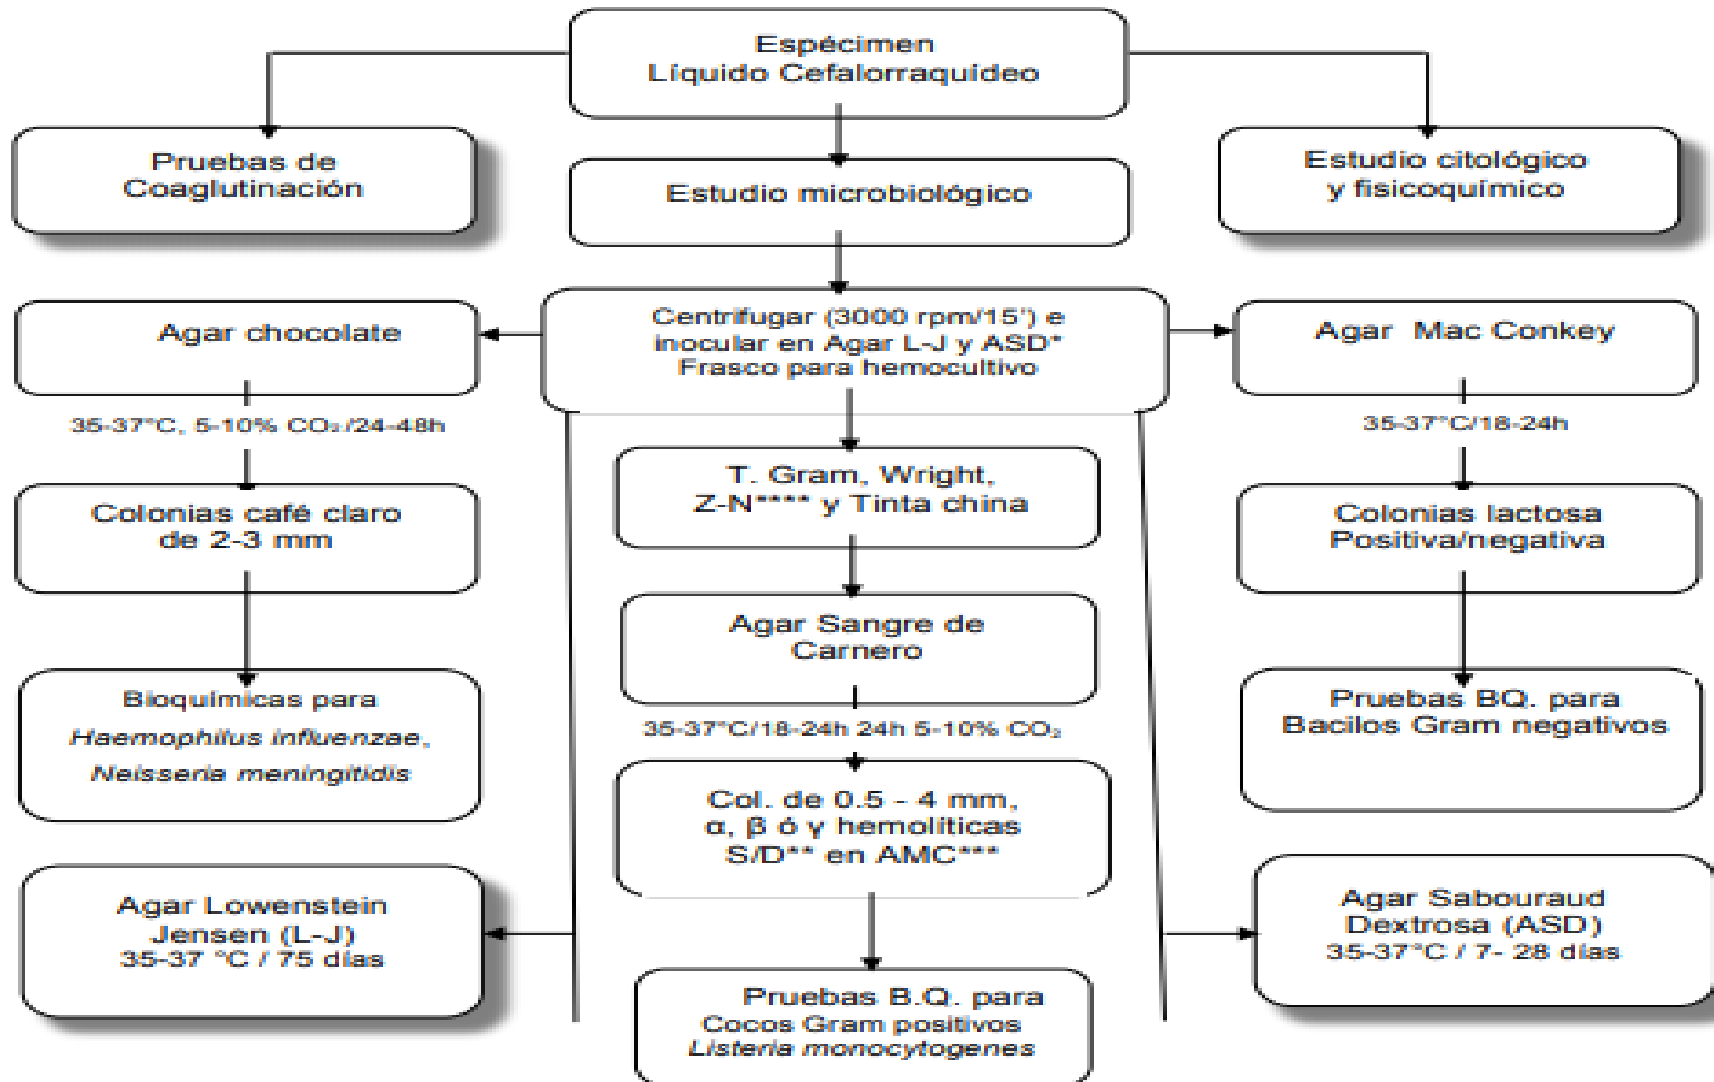 Espécimen
Líquido Cefalorraquídeo
Pruebas de
Coaglutinación
Estudio microbiológico
Estudio citológico
y fisicoquímico
Agar chocolate
Centrifugar (3000 rpm/15') e
inocular en Agar L-J y ASD*
Frasco para hemocultivo
Agar Mac Conkey
35-37°C, 5-10% CO₂/24-48h
35-37°C/18-24h
T. Gram, Wright,
Z-N**** y Tinta china
Colonias café claro
de 2-3 mm
Colonias lactosa
Positiva/negativa
Agar Sangre de
Carnero
35-37°C/18-24h 24h 5-10% CO₂
Bioquímicas para
Haemophilus influenzae,
Neisseria meningitidis
Pruebas BQ. para
Bacilos Gram negativos
Col. de 0.5 - 4 mm,
α, β ó γ hemolíticas
S/D** en AMC***
Agar Lowenstein
Jensen (L-J)
35-37 °C / 75 días
Agar Sabouraud
Dextrosa (ASD)
35-37°C / 7- 28 días
Pruebas B.Q. para
Cocos Gram positivos
Listeria monocytogenes